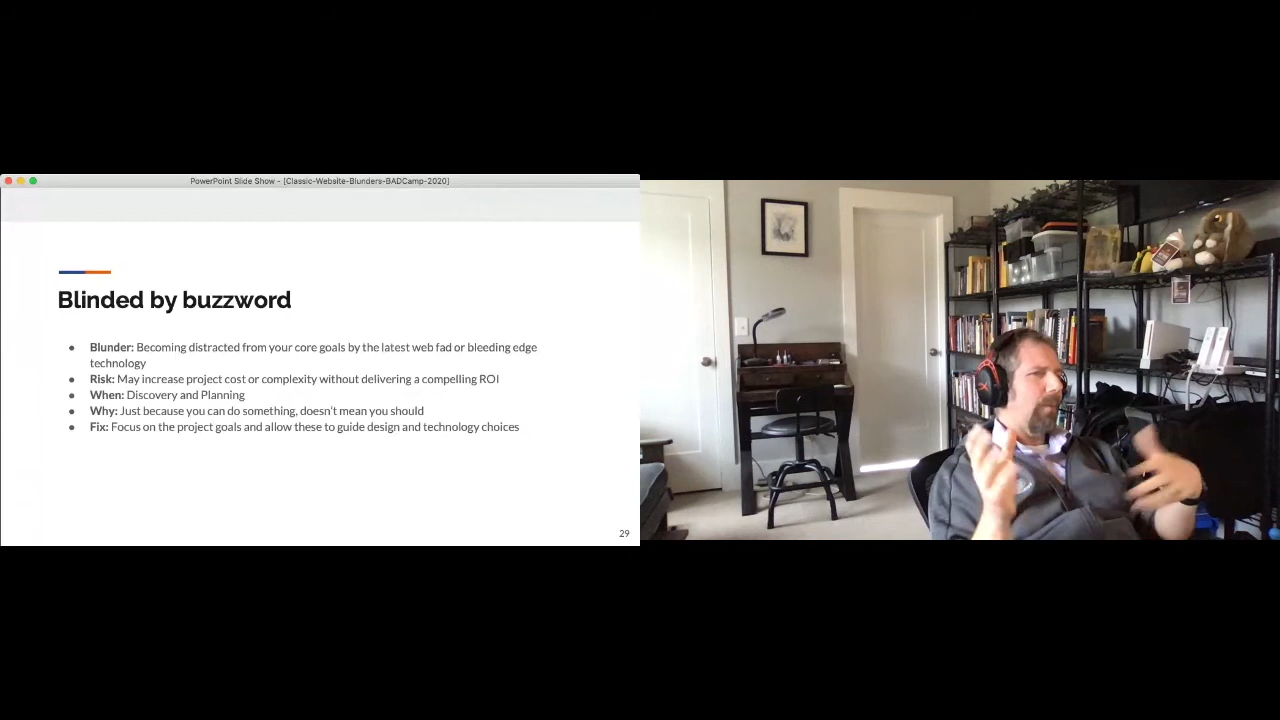 PowerPoint Slide Show - [Classic-Website-Blunders-BADCamp-2020]
Blinded by buzzword
● Blunder: Becoming distracted from your core goals by the latest web fad or bleeding edge
technology
● Risk: May increase project cost or complexity without delivering a compelling ROI
● When: Discovery and Planning
● Why: Just because you can do something, doesn't mean you should
● Fix: Focus on the project goals and allow these to guide design and technology choices
29